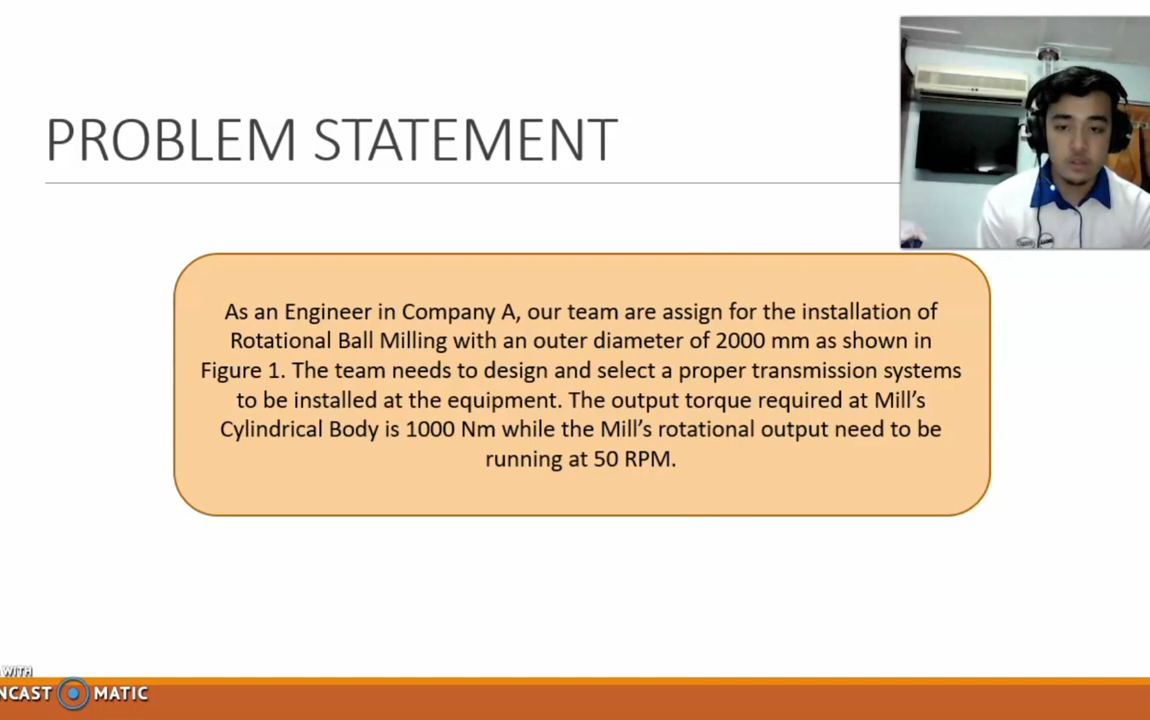 PROBLEM STATEMENT
As an Engineer in Company A, our team are assign for the installation of
Rotational Ball Milling with an outer diameter of 2000 mm as shown in
Figure 1. The team needs to design and select a proper transmission systems
to be installed at the equipment. The output torque required at Mill's
Cylindrical Body is 1000 Nm while the Mill's rotational output need to be
running at 50 RPM.
WITH
NCAST MATIC